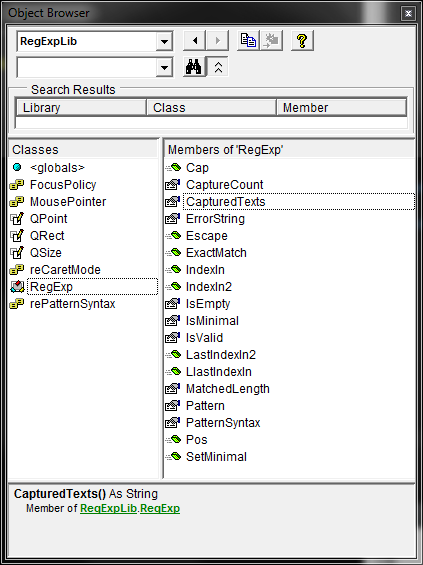 Object Browser
RegExpLib
Search Results
Library Class Member
Classes
<globals>
FocusPolicy
MousePointer
QPoint
QRect
QSize
reCaretMode
RegExp
rePatternSyntax
Members of 'RegExp'
Cap
CaptureCount
CapturedTexts
ErrorString
Escape
ExactMatch
IndexIn
IndexIn2
IsEmpty
IsMinimal
IsValid
LastIndexIn2
LlastIndexIn
MatchedLength
Pattern
PatternSyntax
Pos
SetMinimal
CapturedTexts() As String
Member of RegExpLib.RegExp